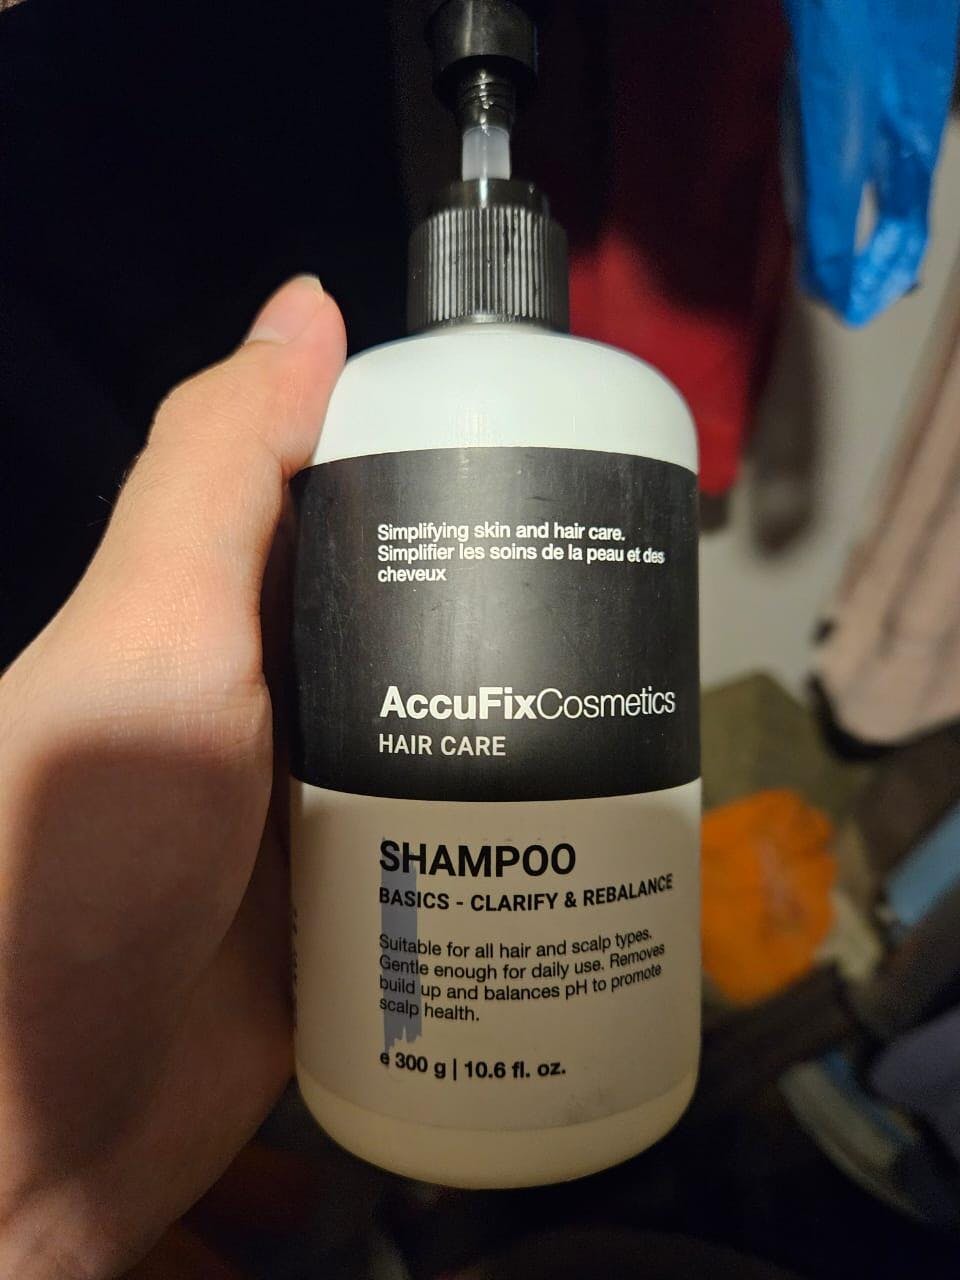 Simplifying skin and hair care.
Simplifier les soins de la peau et des
cheveux
AccuFixCosmetics
HAIR CARE
SHAMPOO
BASICS - CLARIFY & REBALANCE
Suitable for all hair and scalp types.
Gentle enough for daily use. Removes
build up and balances pH to promote
scalp health.
e 300 g | 10.6 fl. oz.